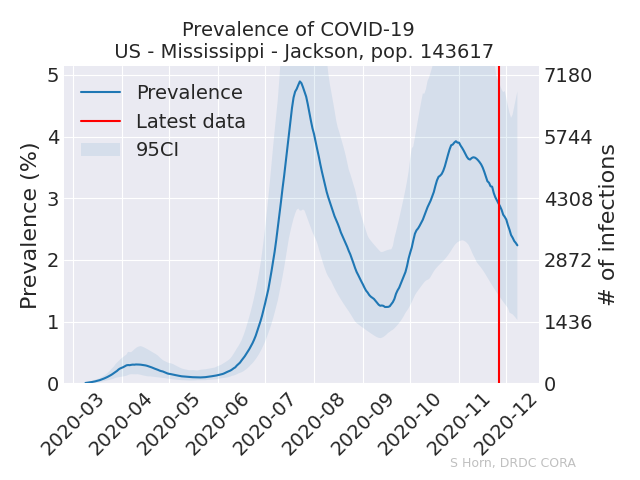 Prevalence of COVID-19
US - Mississippi - Jackson, pop. 143617
Prevalence
Latest data
95CI
Prevalence (%)
5
4
3
2
1
0
7180
5744
4308
2872
1436
0
# of infections
2020-03
2020-04
2020-05
2020-06
2020-07
2020-08
2020-09
2020-10
2020-11
2020-12
S Horn, DRDC CORA